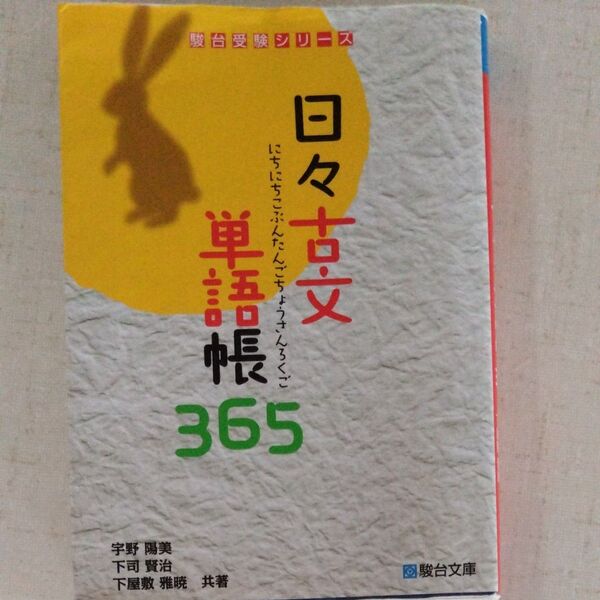 駿台受験シリーズ
日々古文
にちにちこぶんたんごちょうさんろくご
単語帳
365
宇野 陽美
下司 賢治
下屋敷 雅暁 共著
駿台文庫